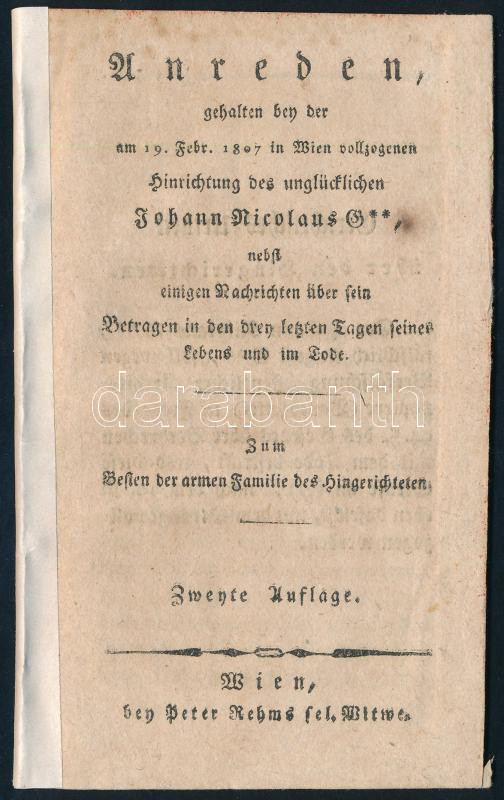 Anreden,
gehalten bey der
am 19. Febr. 1807 in Wien vollzogenen
Hinrichtung des unglücklichen
Johann Nicolaus G**,
nebst
einigen Nachrichten über sein
Betragen in den drey letzten Tagen seines
Lebens und im Tode.
darabanth
Zum
Besten der armen Familie des Hingerichteten.
Zweyte Auflage.
Wien,
bey Peter Rehms sel. Witwe.